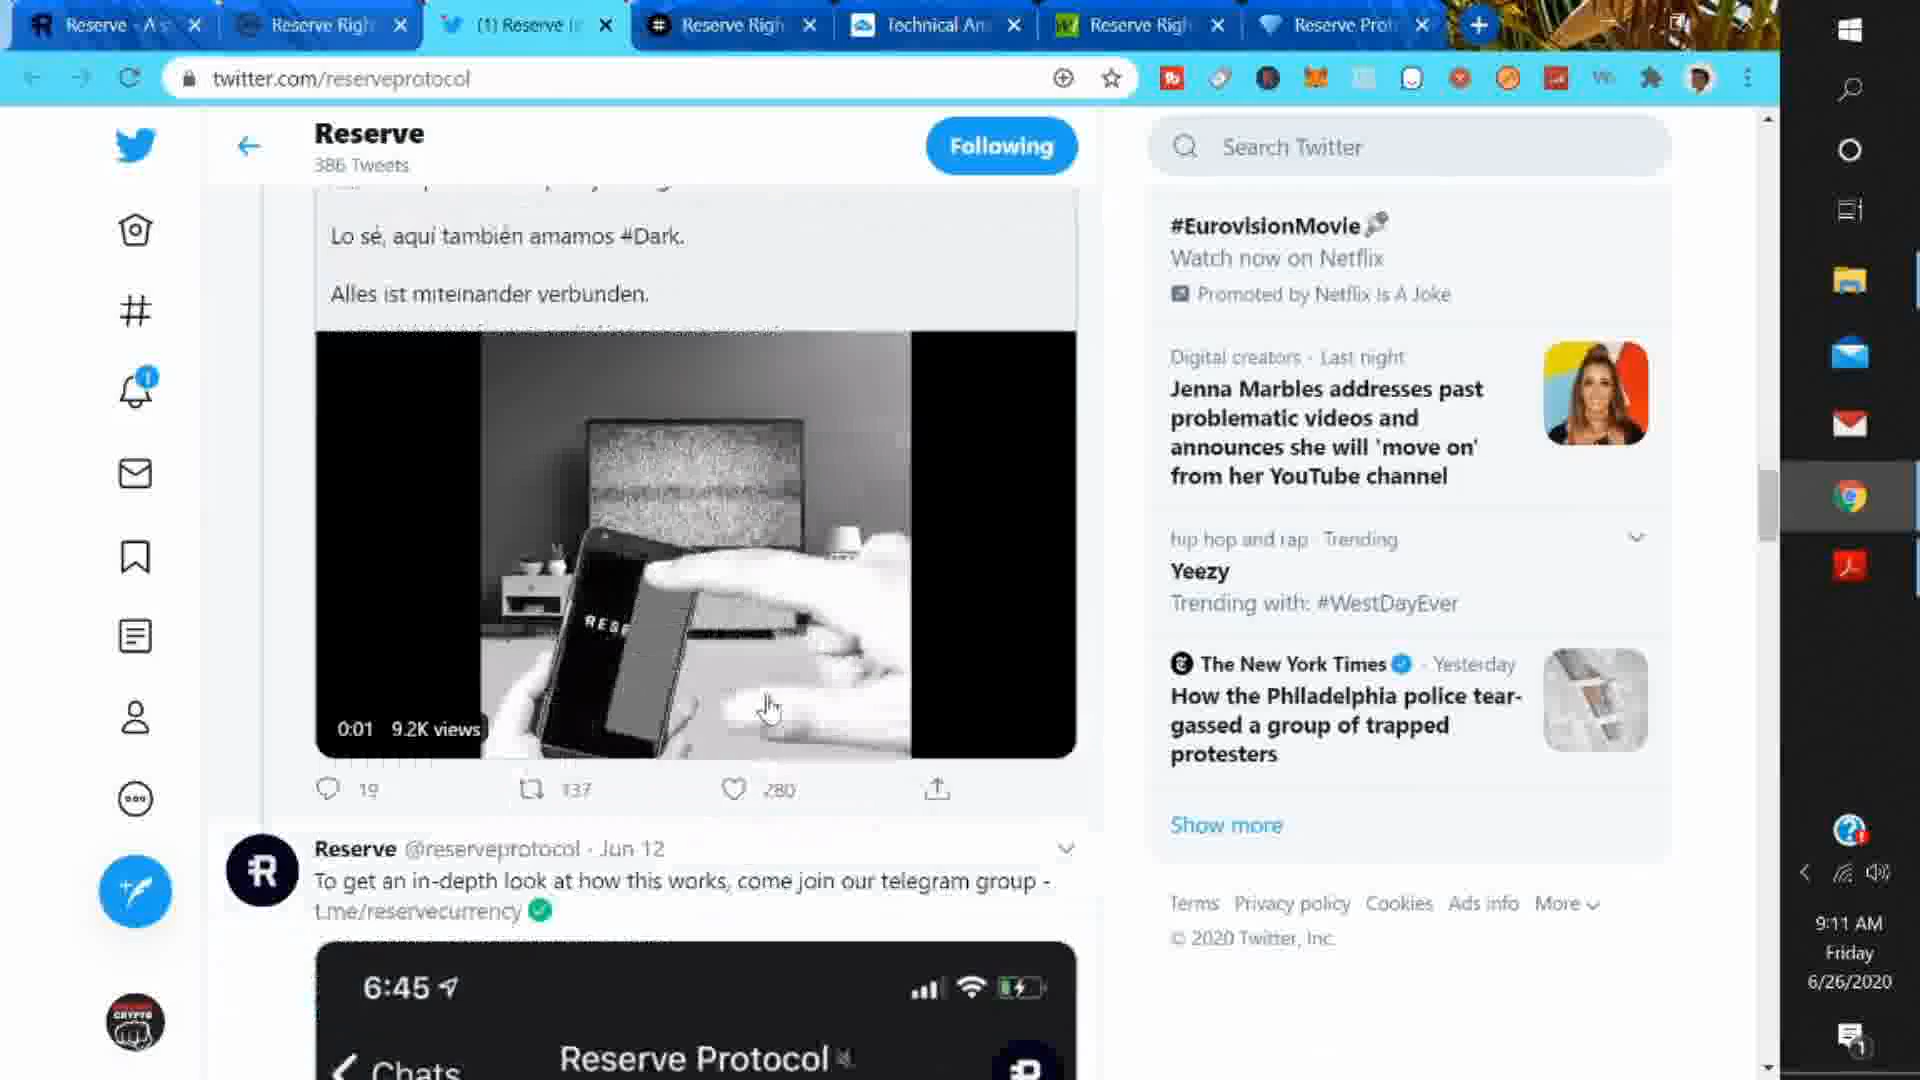 Reserve - A s
Reserve Righ
(1) Reserve (
Reserve Righ
Technical An
Reserve Righ
Reserve Prot
twitter.com/reserveprotocol
Reserve
386 Tweets
Following
Search Twitter
Lo sé, aquí también amamos #Dark.
Alles ist miteinander verbunden.
RESE
0:01 9.2K views
19 137 280
Reserve @reserveprotocol · Jun 12
To get an in-depth look at how this works, come join our telegram group -
t.me/reservecurrency
6:45
Chats
Reserve Protocol
#EurovisionMovie
Watch now on Netflix
Promoted by Netflix Is A Joke
Digital creators · Last night
Jenna Marbles addresses past
problematic videos and
announces she will 'move on'
from her YouTube channel
hip hop and rap · Trending
Yeezy
Trending with: #WestDayEver
The New York Times · Yesterday
How the Philadelphia police tear-
gassed a group of trapped
protesters
Show more
Terms Privacy policy Cookies Ads info More
© 2020 Twitter, Inc.
1
CRYPTO
9:11 AM
Friday
6/26/2020
1